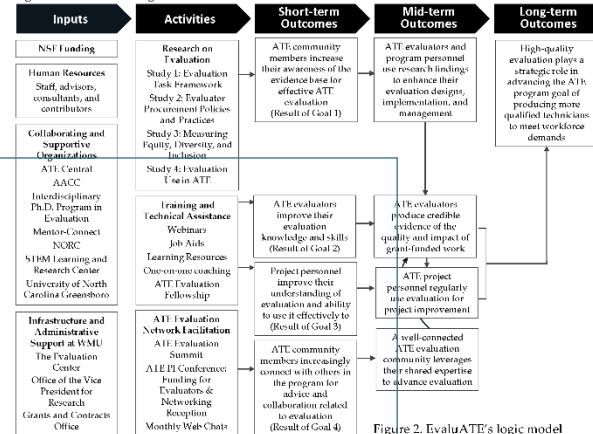 Inputs
Activities
Short-term
Outcomes
Mid-term
Outcomes
Long-term
Outcomes
NSF Funding
Human Resources
Staff, advisors,
consultants, and
contributors
Collaborating and
Supportive
Organizations
ATE Central
AACC
Interdisciplinary
Ph.D. Program in
Evaluation
Mentor-Connect
NORC
STEM Learning and
Research Center
University of North
Carolina Greensboro
Infrastructure and
Administrative
Support at WMU
The Evaluation
Center
Office of the Vice
President for
Research
Grants and Contracts
Office
Research on
Evaluation
Study 1: Evaluation
Task Framework
Study 2: Evaluator
Procurement Policies
and Practices
Study 3: Measuring
Equity, Diversity, and
Inclusion
Study 4: Evaluation
Use in ATE
Training and
Technical Assistance
Webinars
Job Aids
Learning Resources
One-on-one coaching
ATE Evaluation
Fellowship
ATE Evaluation
Network Facilitation
ATE Evaluation
Summit
ATE PI Conference:
Funding for
Evaluators &
Networking
Reception
Monthly Web Chats
ATE community
members increase
their awareness of the
evidence base for
effective ATE
evaluation
(Result of Goal 1)
ATE evaluators
improve their
evaluation
knowledge and skills
(Result of Goal 2)
Project personnel
improve their
understanding of
evaluation and ability
to use it effectively to
(Result of Goal 3)
ATE community
members increasingly
connect with others in
the program for
advice and
collaboration related
to evaluation
(Result of Goal 4)
ATE evaluators and
program personnel
use research findings
to enhance their
evaluation designs,
implementation, and
management
ATE evaluators
produce credible
evidence of the
quality and impact of
grant-funded work
ATE project
personnel regularly
use evaluation for
project improvement
A well-connected
ATE evaluation
community leverages
their shared expertise
to advance evaluation
High-quality
evaluation plays a
strategic role in
advancing the ATE
program goal of
producing more
qualified technicians
to meet workforce
demands
Figure 2. EvaluATE's logic model